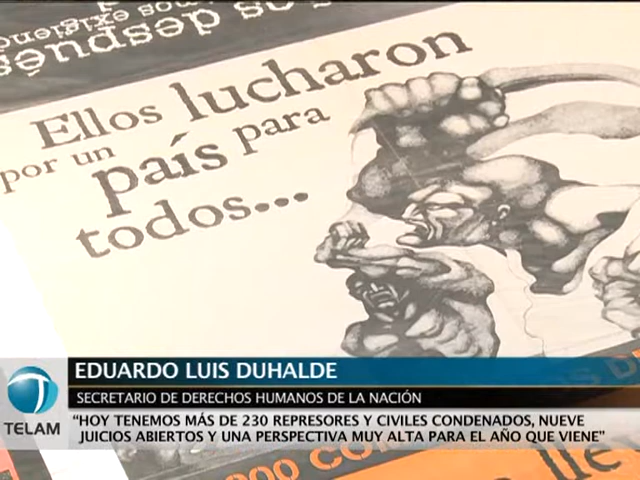 después
Ellos lucharon
por un
país para
todos...
EDUARDO LUIS DUHALDE
SECRETARIO DE DERECHOS HUMANOS DE LA NACIÓN
TELAM
“HOY TENEMOS MÁS DE 230 REPRESORES Y CIVILES CONDENADOS, NUEVE
JUICIOS ABIERTOS Y UNA PERSPECTIVA MUY ALTA PARA EL AÑO QUE VIENE”